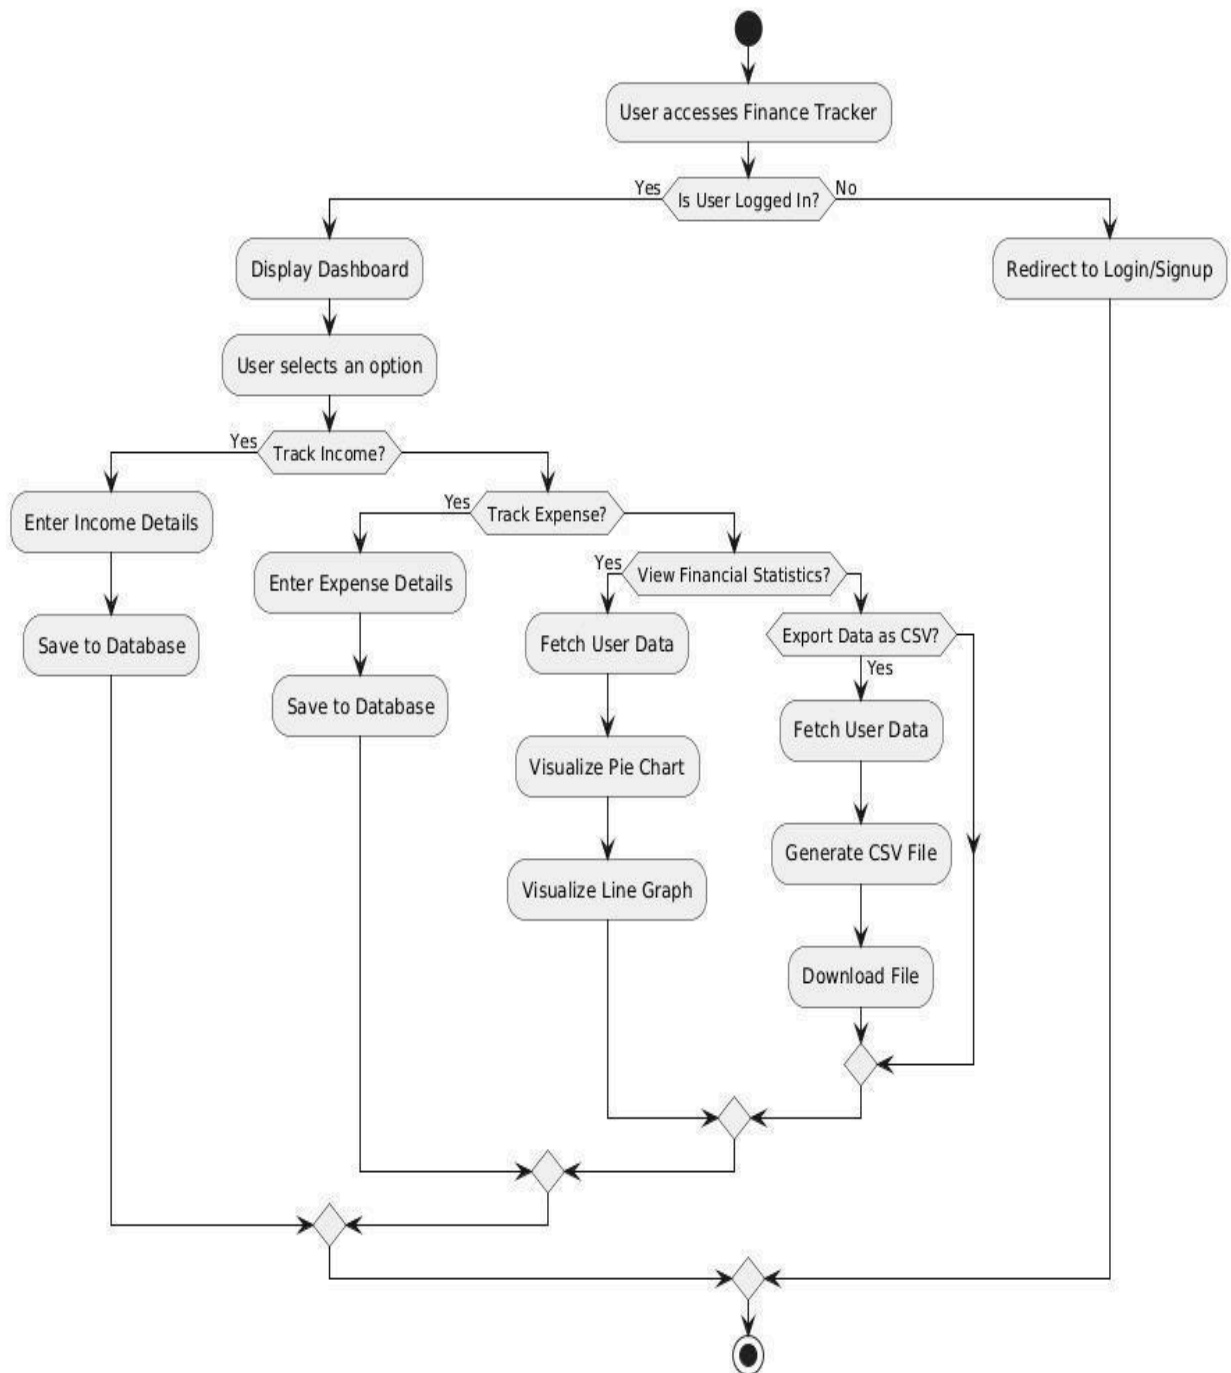 User accesses Finance Tracker
Yes
Is User Logged In?
No
Display Dashboard
Redirect to Login/Signup
User selects an option
Yes
Track Income?
Enter Income Details
Yes
Track Expense?
Save to Database
Enter Expense Details
Yes
View Financial Statistics?
Save to Database
Fetch User Data
Export Data as CSV?
Yes
Visualize Pie Chart
Fetch User Data
Visualize Line Graph
Generate CSV File
Download File